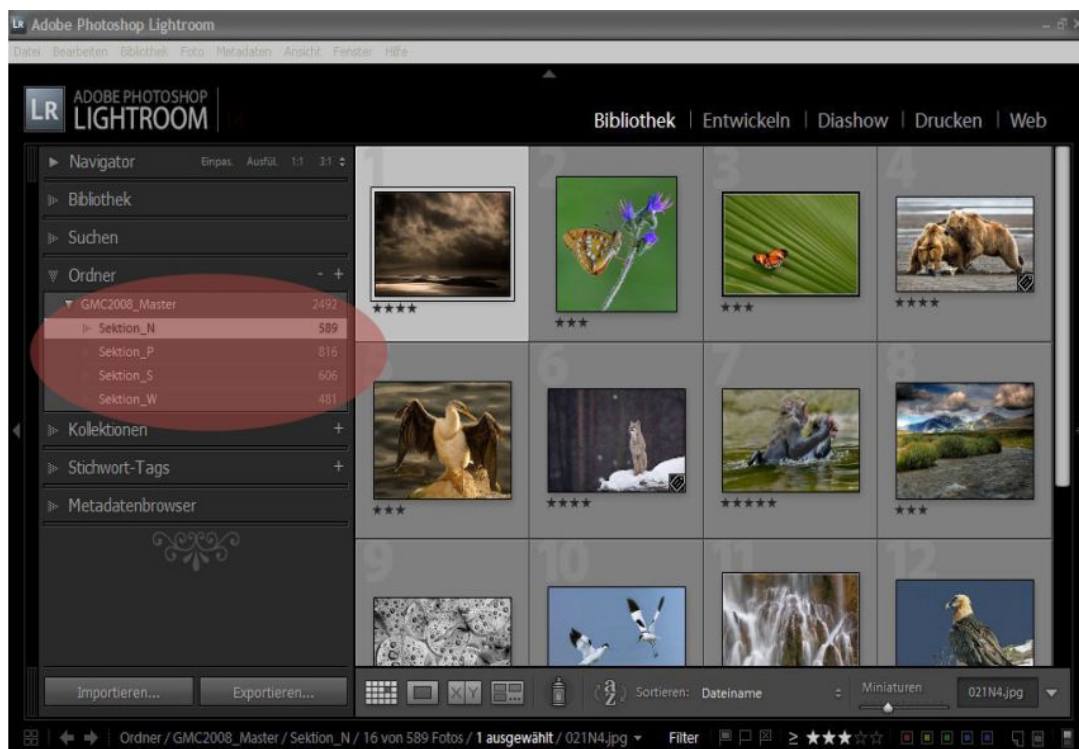 LR Adobe Photoshop Lightroom
Datei Bearbeiten Bibliothek Foto Metadaten Ansicht Fenster Hilfe
LR ADOBE PHOTOSHOP
LIGHTROOM
Bibliothek | Entwickeln | Diashow | Drucken | Web
Navigator Einpas. Ausfül. 1:1 3:1
Bibliothek
Suchen
Ordner - +
GMC2008_Master 2492
Sektion_N 589
Sektion_P 816
Sektion_S 606
Sektion_W 481
Kollektionen +
Stichwort-Tags +
Metadatenbrowser
1 2 3 4
★★★★ ★★★ ★★★ ★★★★
5 6 7 8
★★★ ★★★★ ★★★★★ ★★★
9 10 11 12
Importieren... Exportieren... XY Sortieren: Dateiname Miniaturen 021N4.jpg
Ordner / GMC2008_Master / Sektion_N / 16 von 589 Fotos / 1 ausgewählt / 021N4.jpg Filter ≥ ★★★☆☆